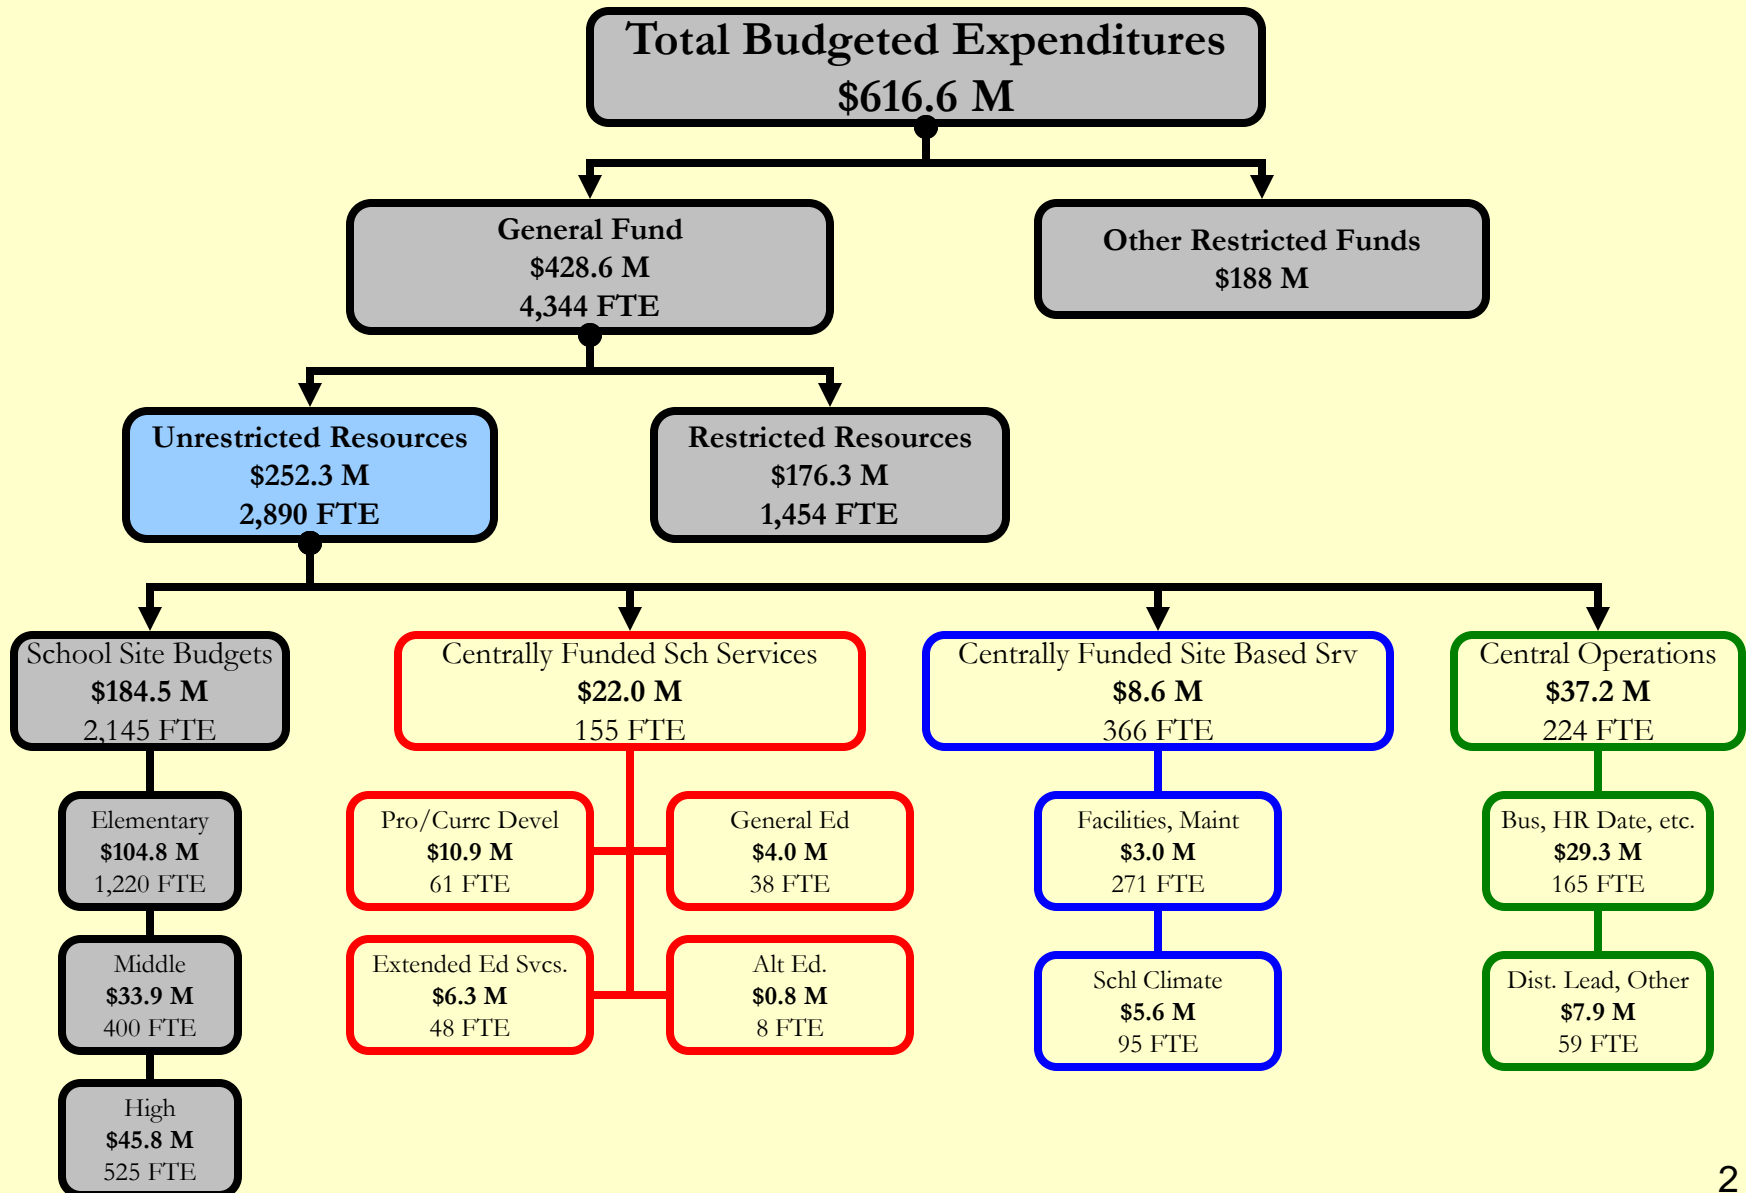 Total Budgeted Expenditures
$616.6 M
General Fund
$428.6 M
4,344 FTE
Other Restricted Funds
$188 M
Unrestricted Resources
$252.3 M
2,890 FTE
Restricted Resources
$176.3 M
1,454 FTE
School Site Budgets
$184.5 M
2,145 FTE
Centrally Funded Sch Services
$22.0 M
155 FTE
Centrally Funded Site Based Srv
$8.6 M
366 FTE
Central Operations
$37.2 M
224 FTE
Elementary
$104.8 M
1,220 FTE
Pro/Currc Devel
$10.9 M
61 FTE
General Ed
$4.0 M
38 FTE
Facilities, Maint
$3.0 M
271 FTE
Bus, HR Date, etc.
$29.3 M
165 FTE
Middle
$33.9 M
400 FTE
Extended Ed Svcs.
$6.3 M
48 FTE
Alt Ed.
$0.8 M
8 FTE
Schl Climate
$5.6 M
95 FTE
Dist. Lead, Other
$7.9 M
59 FTE
High
$45.8 M
525 FTE
2